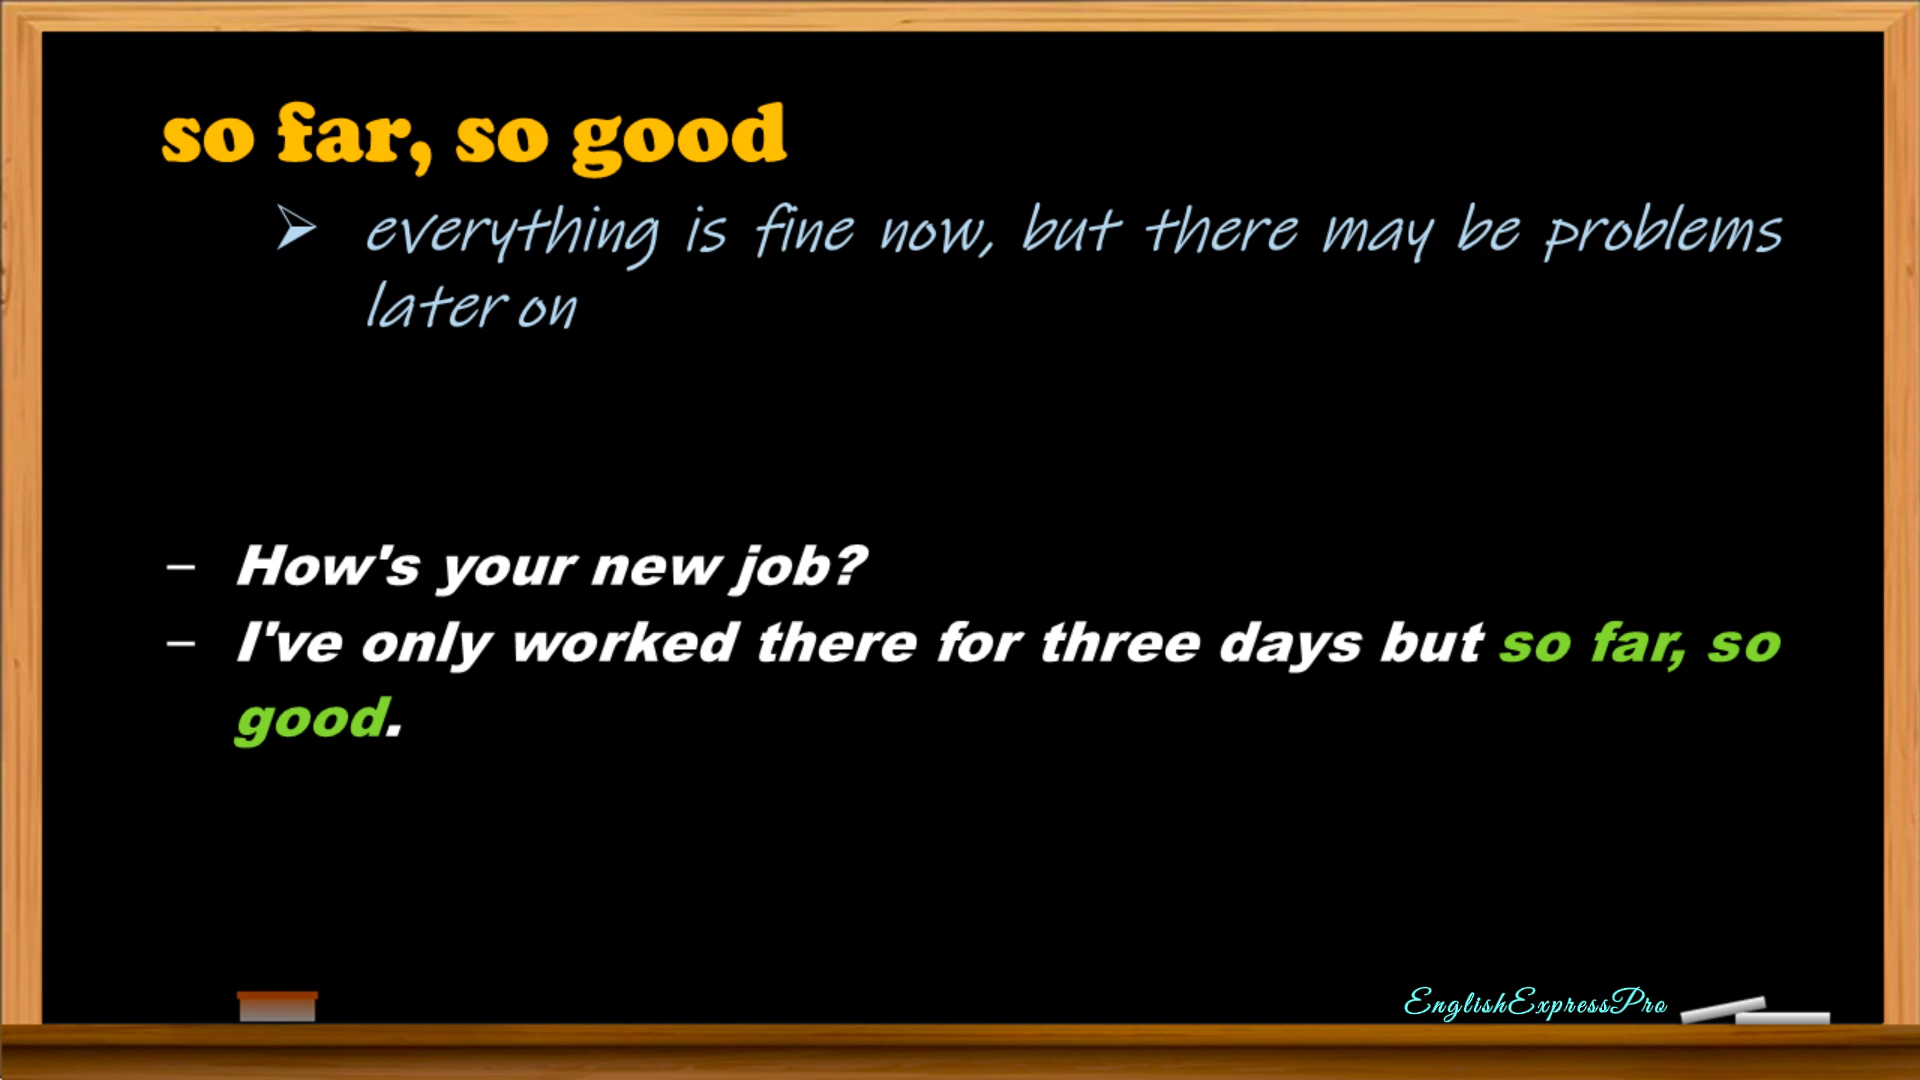 so far, so good
➢ everything is fine now, but there may be problems
later on
– How's your new job?
– I've only worked there for three days but so far, so
good.
EnglishExpressPro